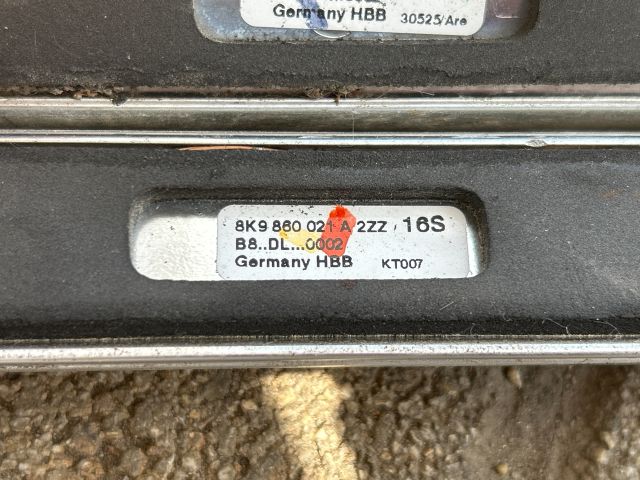 Germany HBB 30525/Are
8K9 860 021 A 2ZZ / 16S
B8..DL...0002
Germany HBB KT007